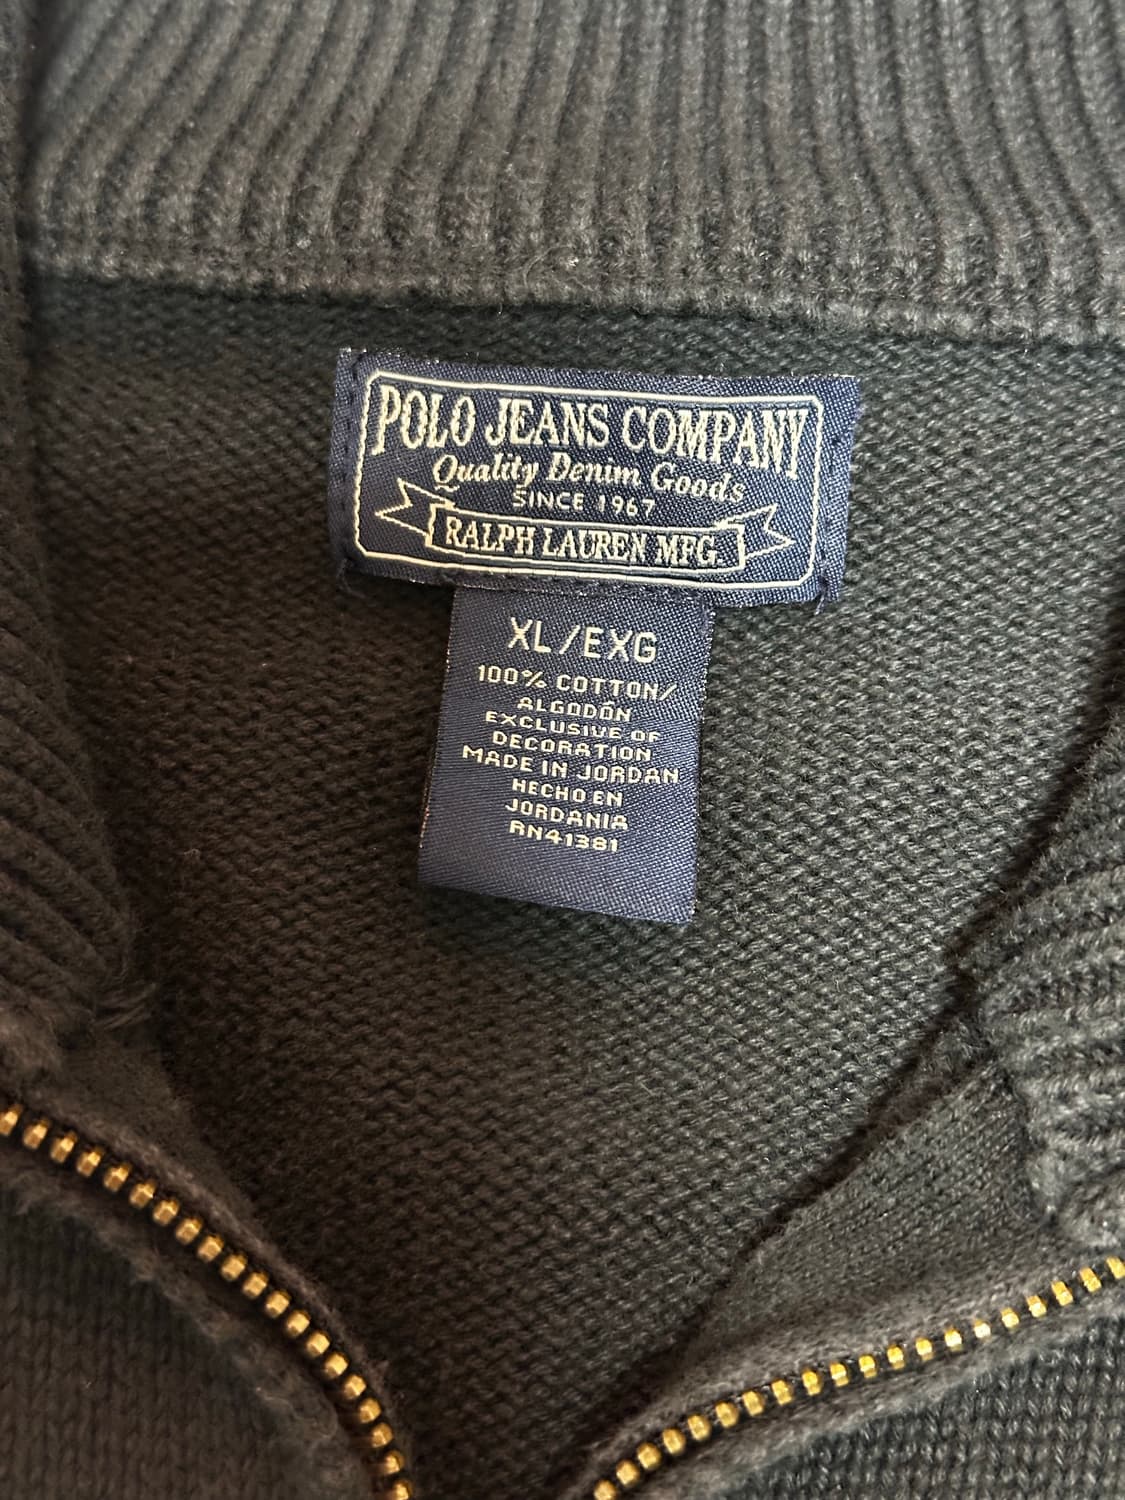 POLO JEANS COMPANY
Quality Denim Goods
SINCE 1967
RALPH LAUREN MFG.
XL/EXG
100% COTTON/
ALGODÓN
EXCLUSIVE OF
DECORATION
MADE IN JORDAN
HECHO EN
JORDANIA
RN41381